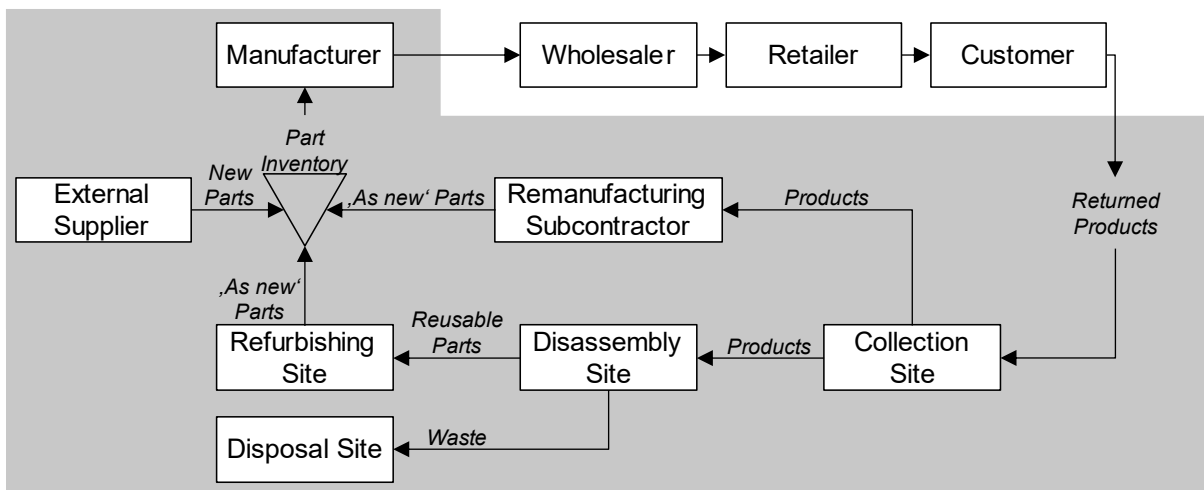 Manufacturer
Wholesaler
Retailer
Customer
Part
Inventory
New
Parts
External
Supplier
‚As new‘ Parts
Remanufacturing
Subcontractor
Products
Returned
Products
‚As new‘
Parts
Refurbishing
Site
Reusable
Parts
Disassembly
Site
Products
Collection
Site
Disposal Site
Waste